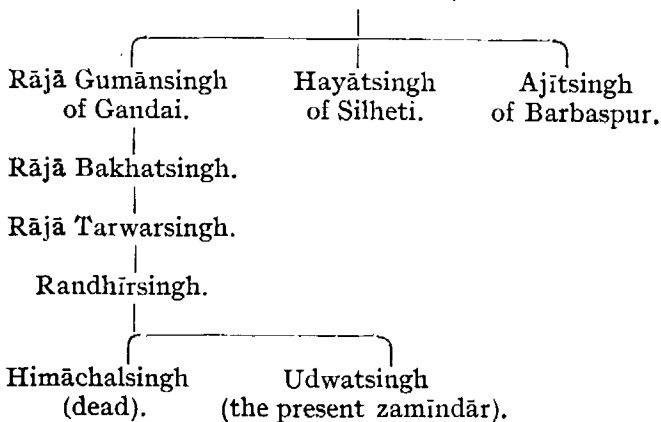 Rājā Gumānsingh Hayātsingh Ajītsingh
of Gandai. of Silheti. of Barbaspur.
Rājā Bakhatsingh.
Rājā Tarwarsingh.
Randhīrsingh.
Himāchalsingh Udwatsingh
(dead). (the present zamīndār).